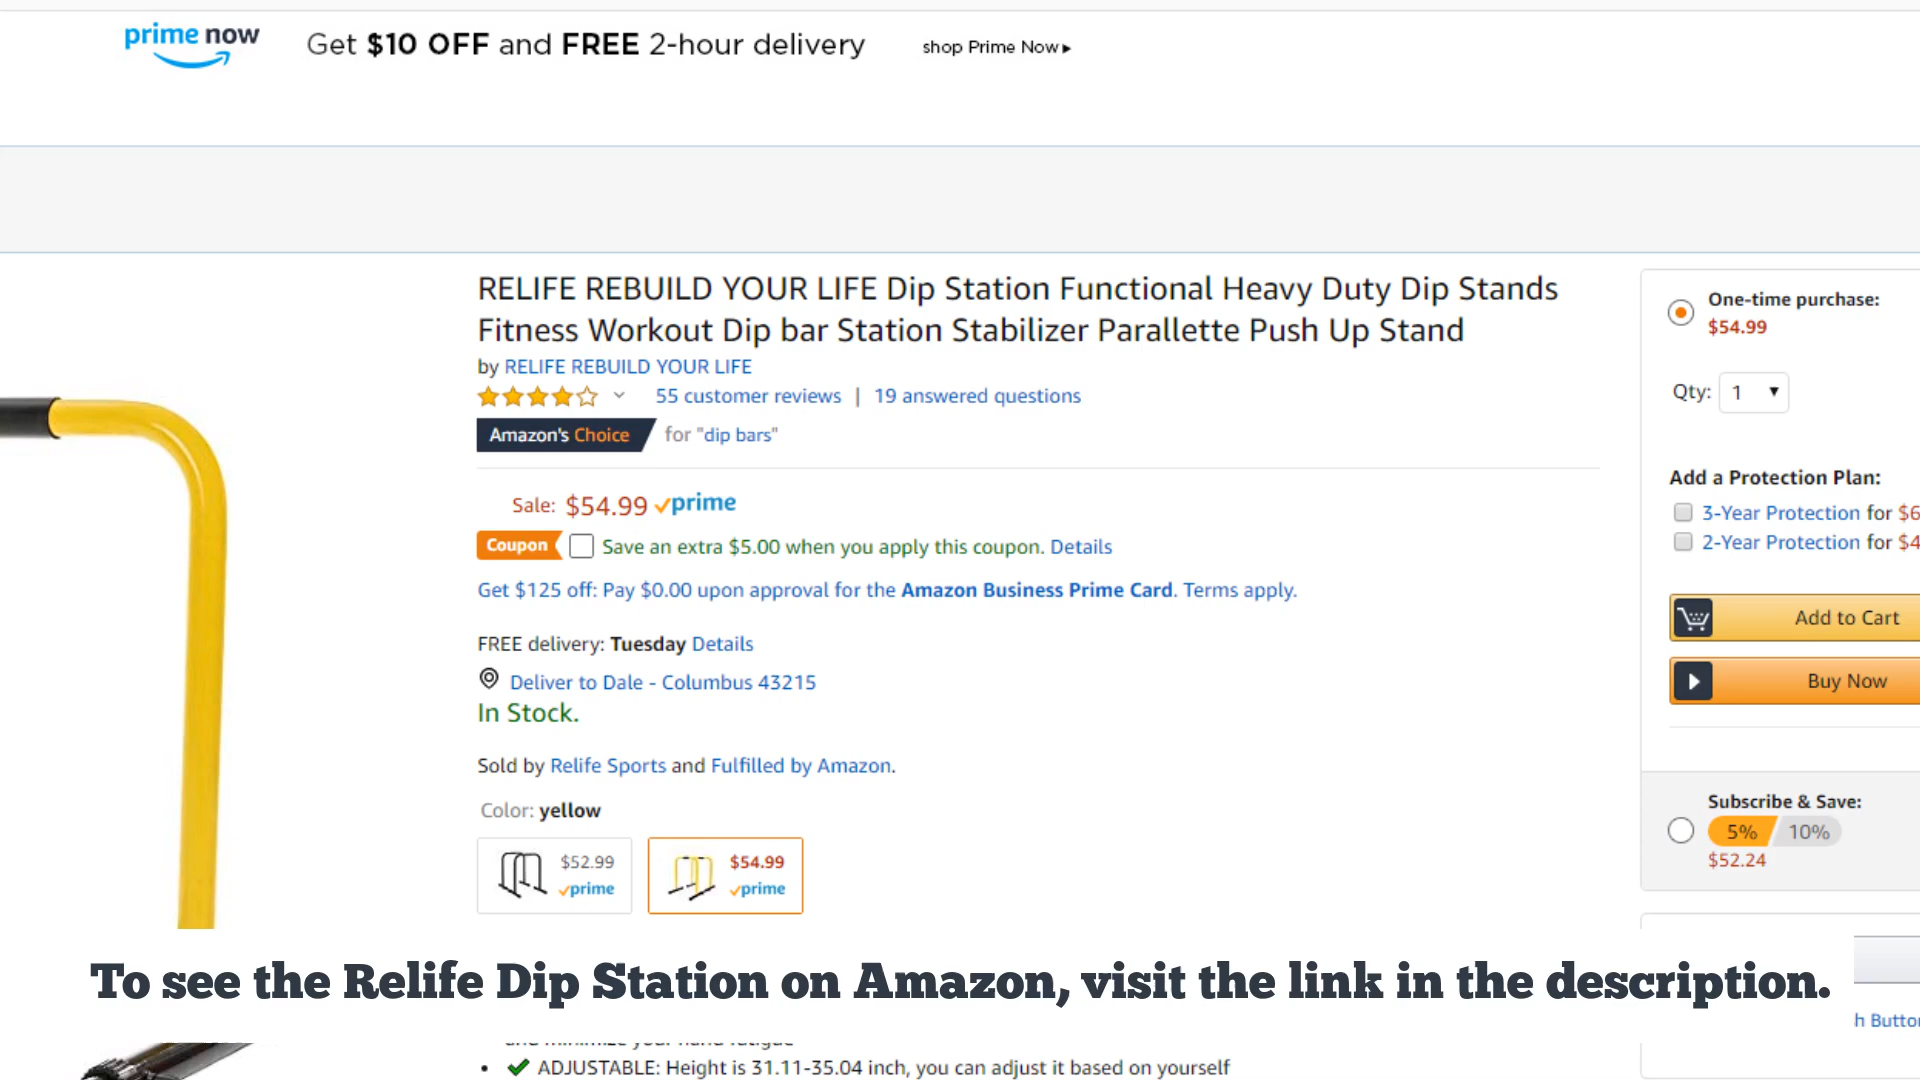 prime now
Get $10 OFF and FREE 2-hour delivery
shop Prime Now
RELIFE REBUILD YOUR LIFE Dip Station Functional Heavy Duty Dip Stands
Fitness Workout Dip bar Station Stabilizer Parallette Push Up Stand
by RELIFE REBUILD YOUR LIFE
55 customer reviews | 19 answered questions
Amazon's Choice for "dip bars"
Sale: $54.99 prime
Coupon Save an extra $5.00 when you apply this coupon. Details
Get $125 off: Pay $0.00 upon approval for the Amazon Business Prime Card. Terms apply.
FREE delivery: Tuesday Details
Deliver to Dale - Columbus 43215
In Stock.
Sold by Relife Sports and Fulfilled by Amazon.
Color: yellow
$52.99 $54.99
prime prime
One-time purchase:
$54.99
Qty: 1
Add a Protection Plan:
3-Year Protection for $6
2-Year Protection for $4
Add to Cart
Buy Now
Subscribe & Save:
5% 10%
$52.24
To see the Relife Dip Station on Amazon, visit the link in the description.
h Butto
• ✔ ADJUSTABLE: Height is 31.11-35.04 inch, you can adjust it based on yourself